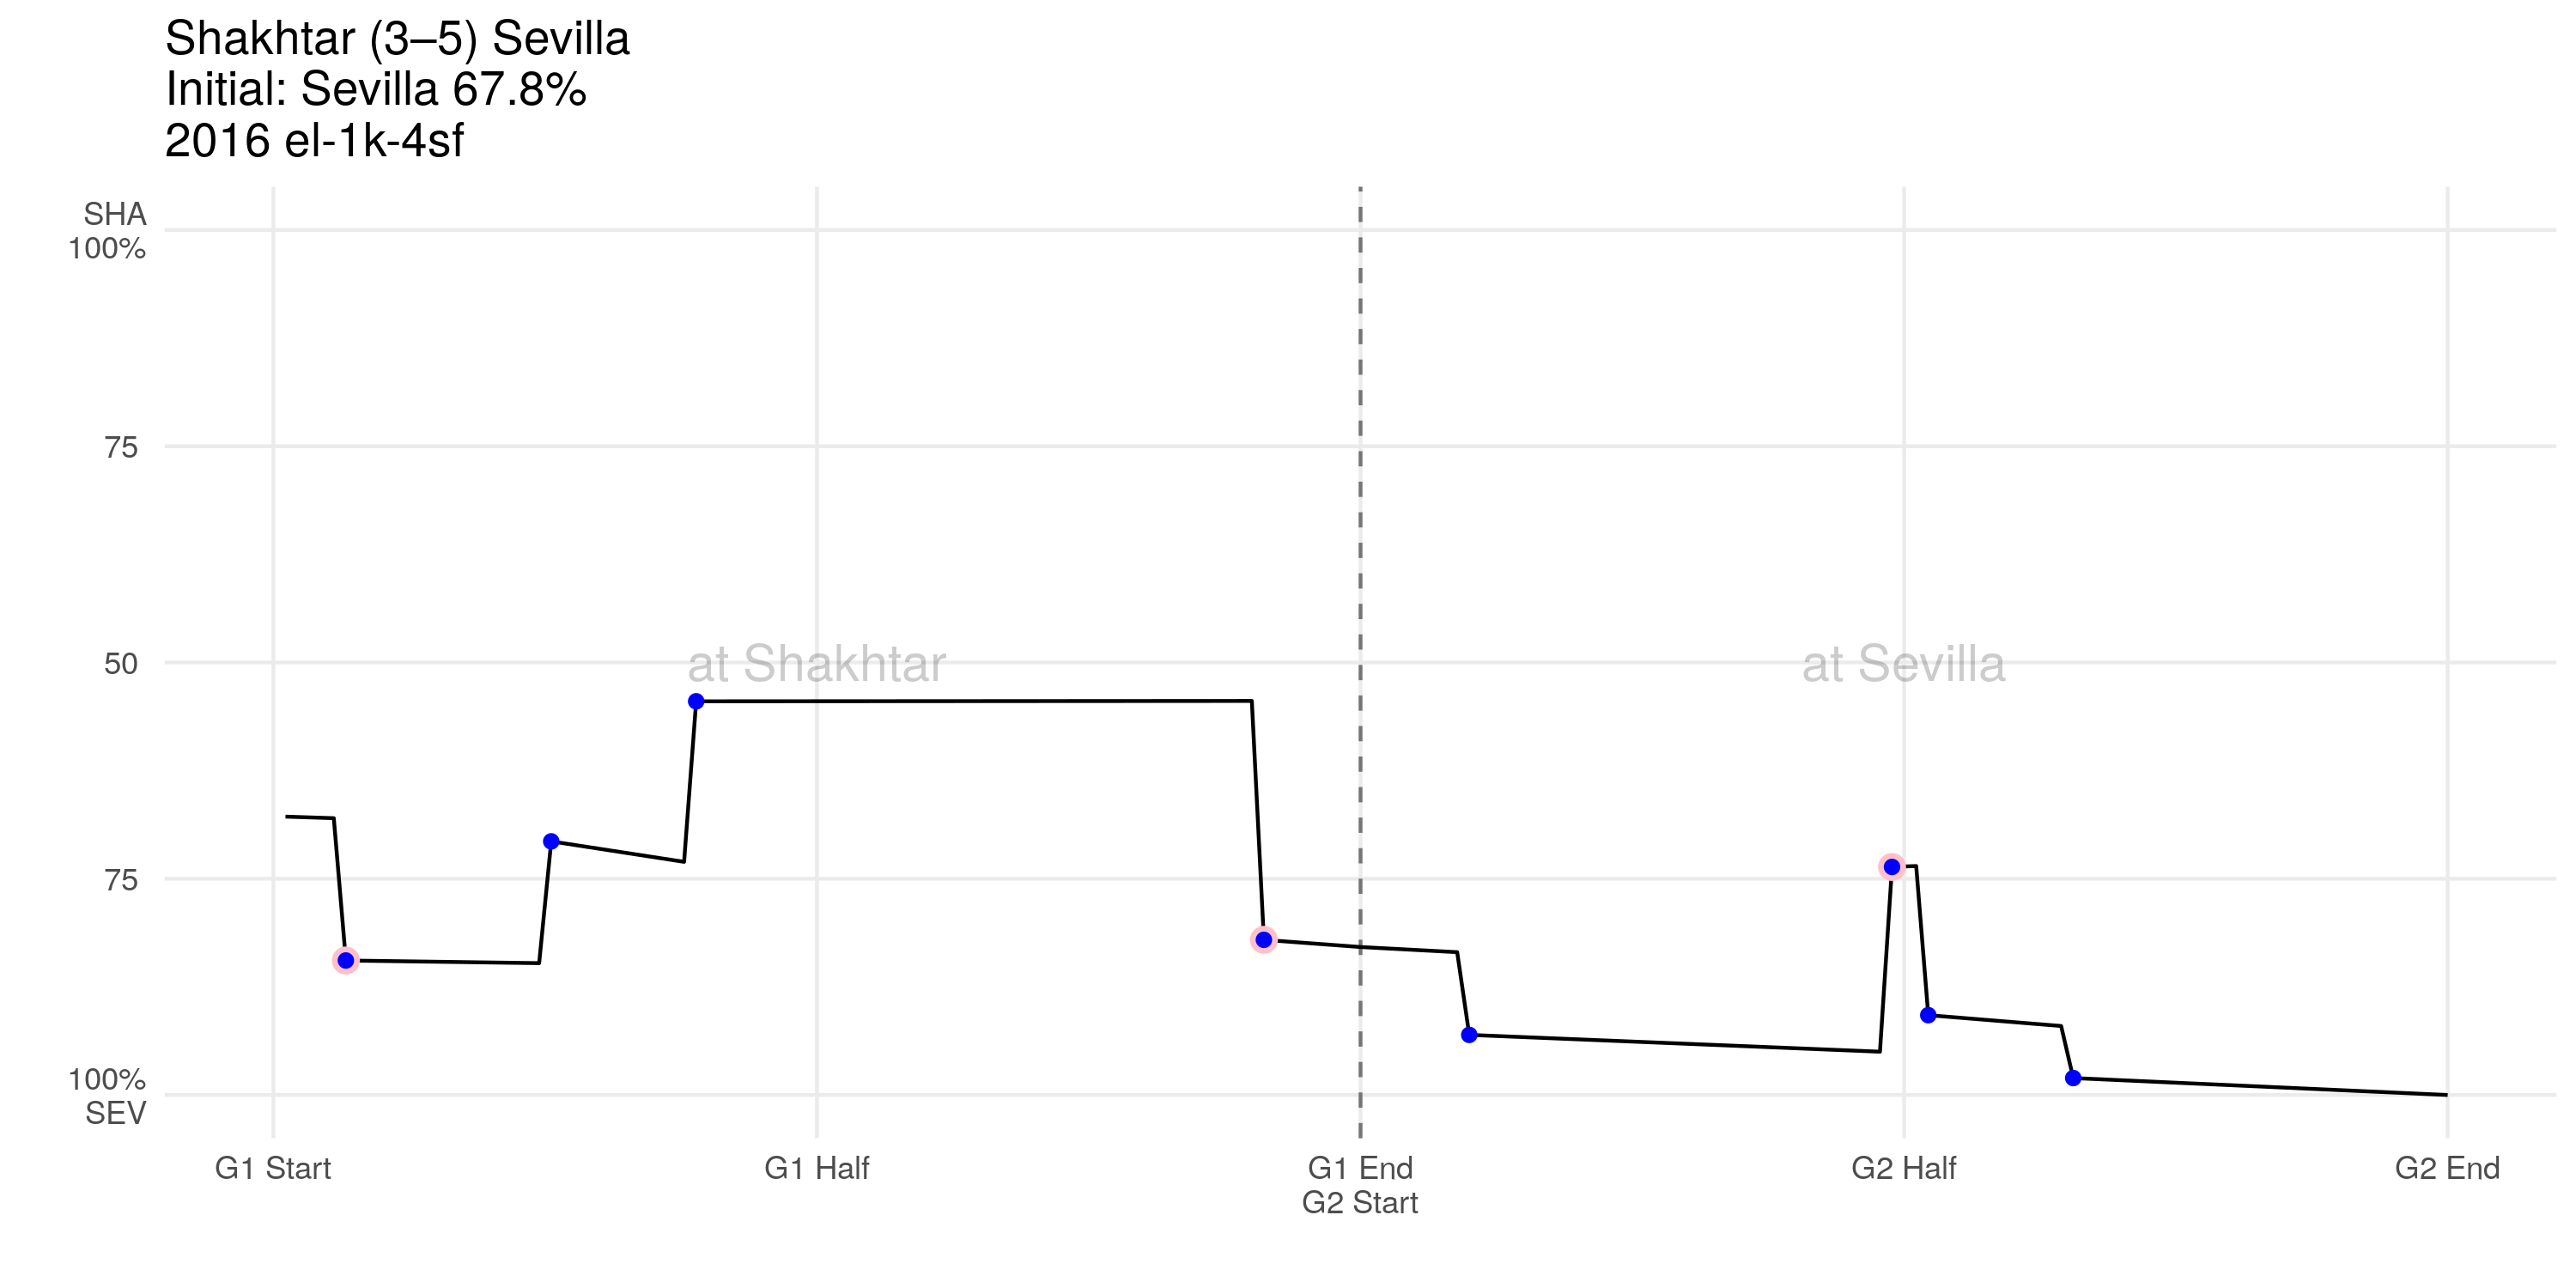 Shakhtar (3–5) Sevilla
Initial: Sevilla 67.8%
2016 el-1k-4sf
SHA
100%
75
50
75
100%
SEV
at Shakhtar
at Sevilla
G1 Start
G1 Half
G1 End
G2 Start
G2 Half
G2 End